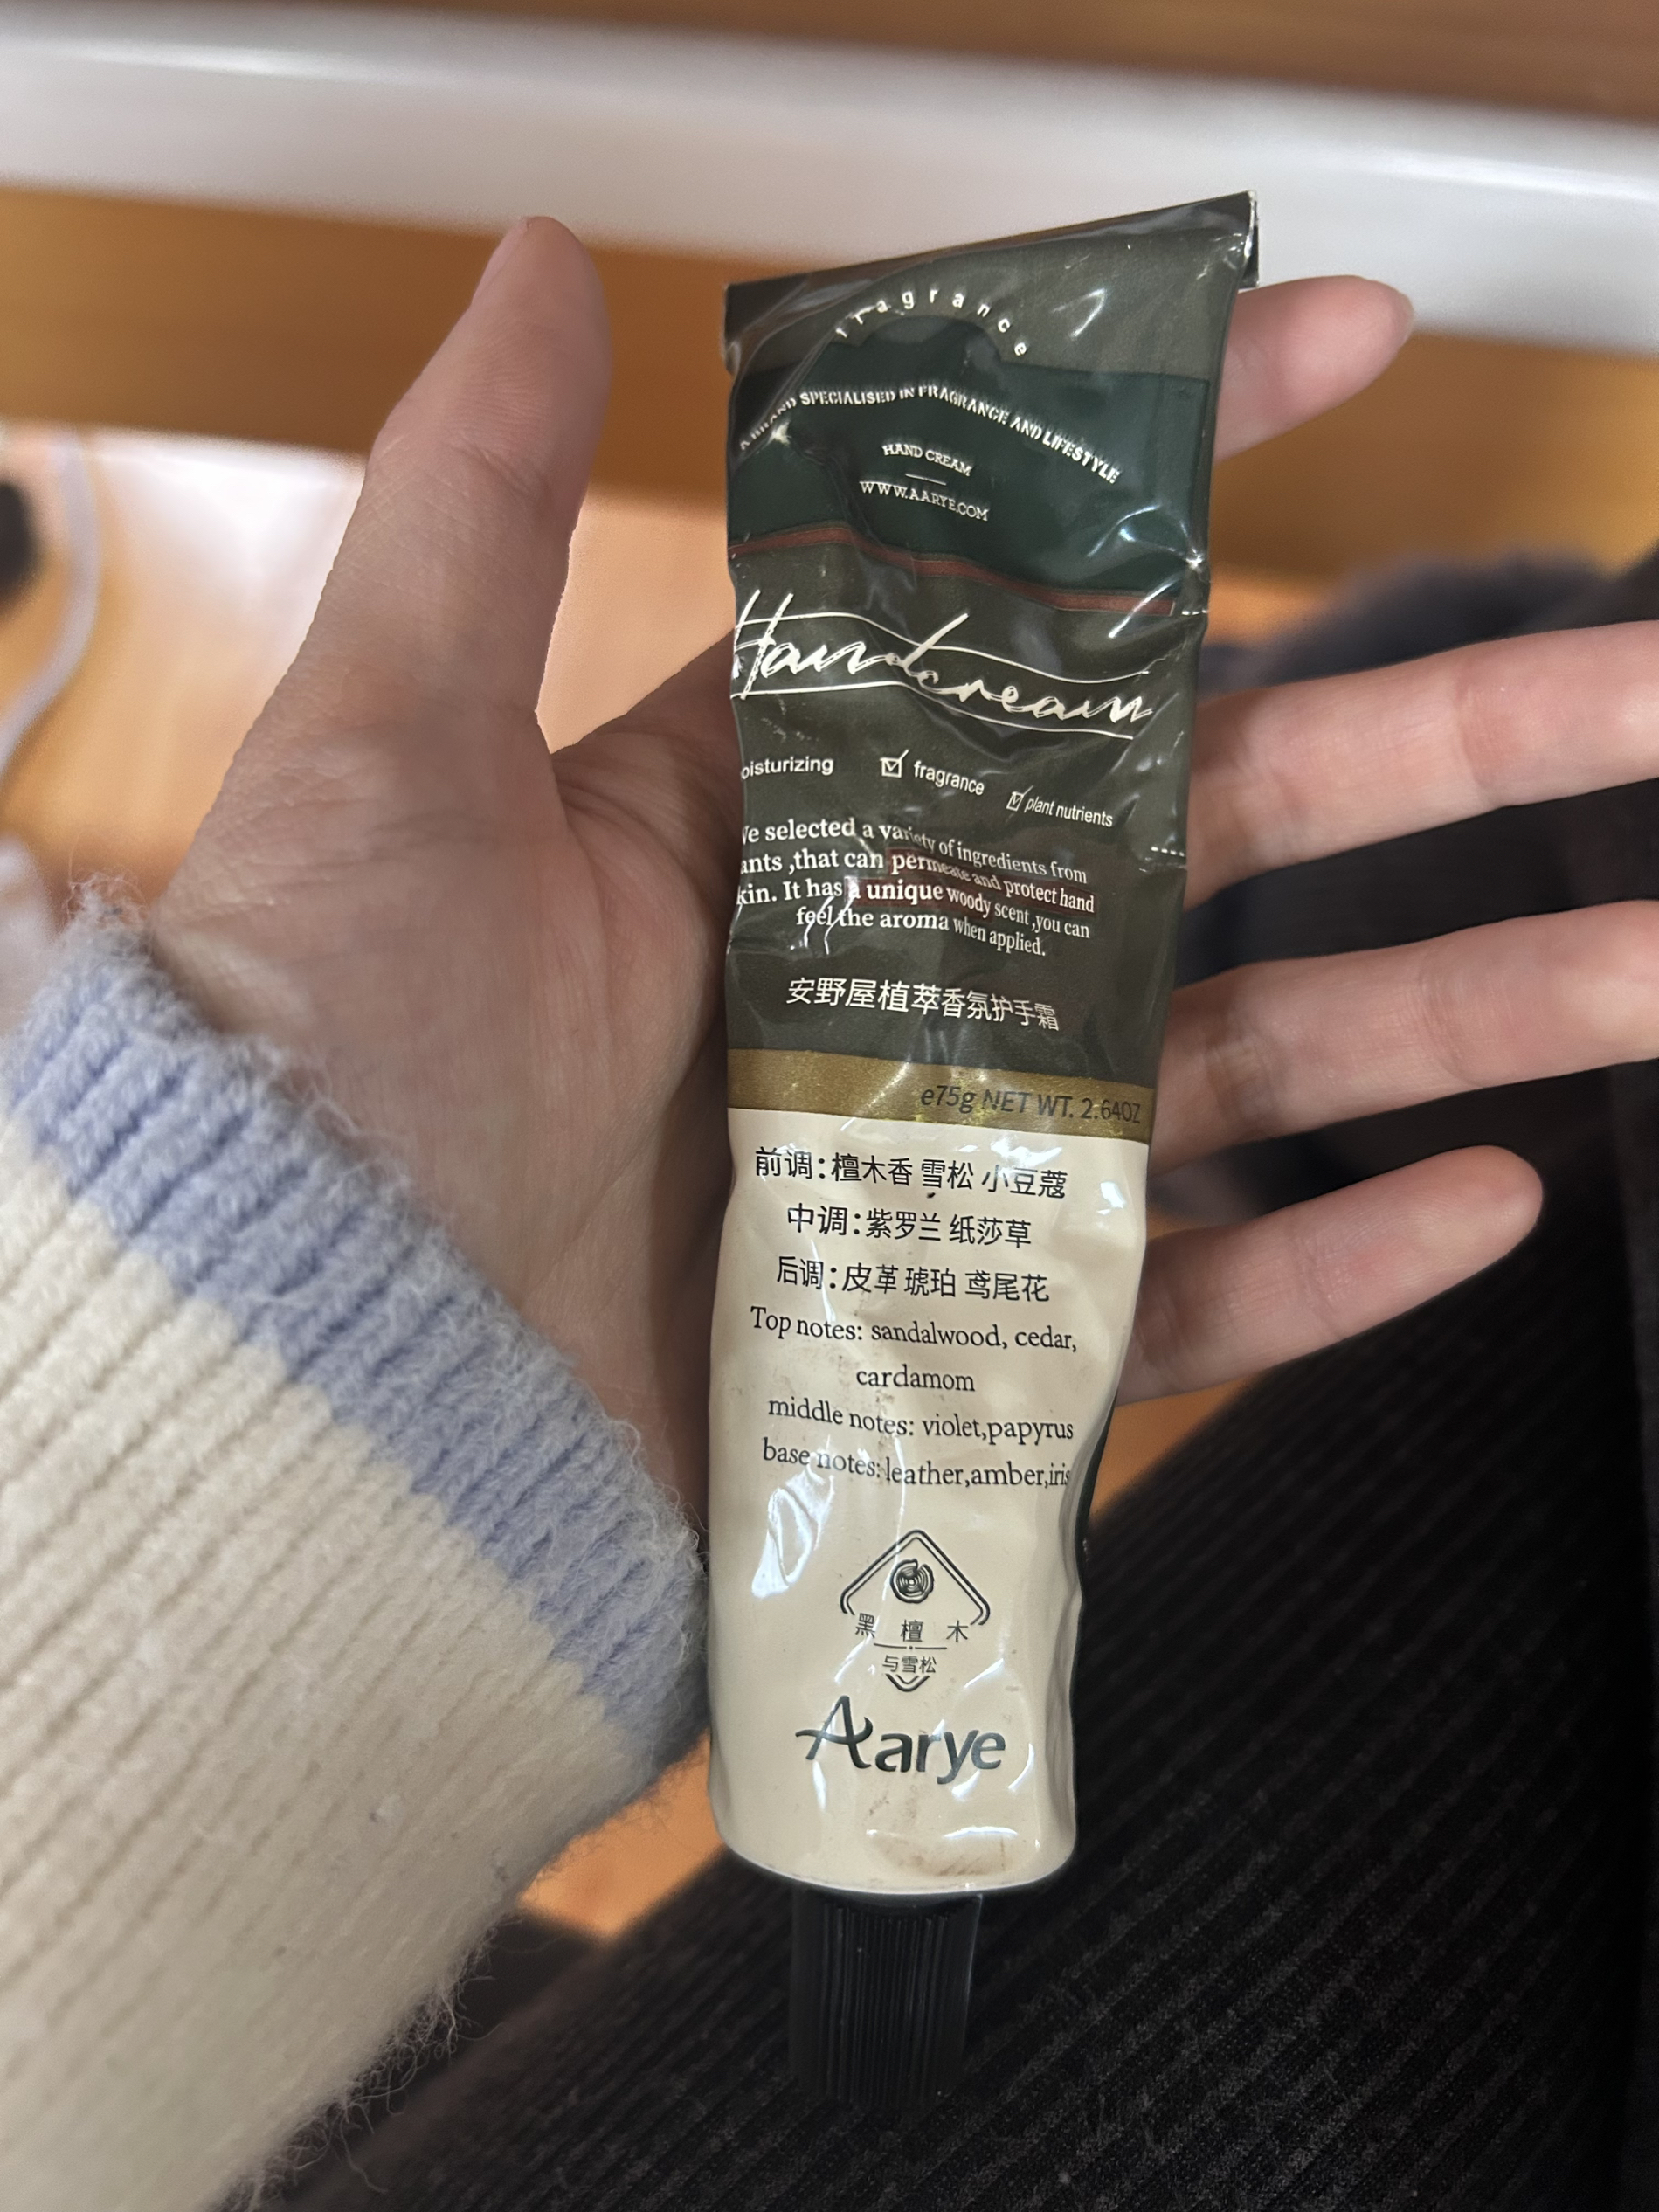 fragrance
A BRAND SPECIALISED IN FRAGRANCE AND LIFESTYLE
HAND CREAM
WWW.AARYE.COM
Handcream
oisturizing fragrance plant nutrients
We selected a variety of ingredients from
ants ,that can permeate and protect hand
kin. It has a unique woody scent ,you can
feel the aroma when applied.
安野屋植萃香氛护手霜
e75g NET WT. 2.64OZ
前调:檀木香 雪松 小豆蔻
中调:紫罗兰 纸莎草
后调:皮革 琥珀 鸢尾花
Top notes: sandalwood, cedar,
cardamom
middle notes: violet,papyrus
base notes:leather,amber,iris
黑檀木
与雪松
Aarye